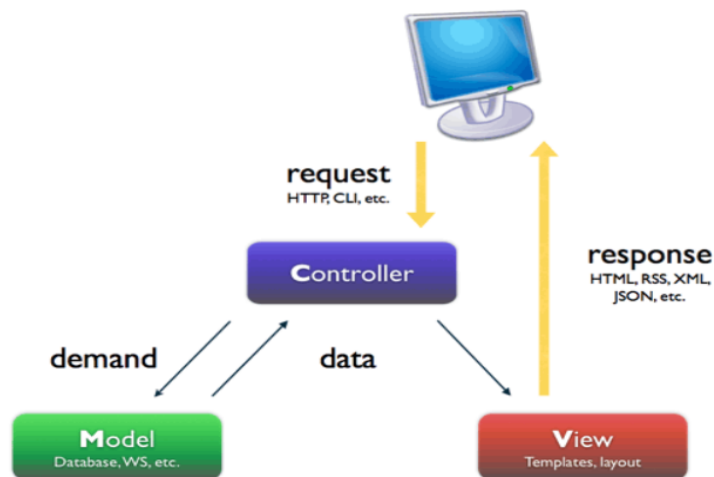 request
HTTP, CLI, etc.
Controller
response
HTML, RSS, XML,
JSON, etc.
demand
data
Model
Database, WS, etc.
View
Templates, layout